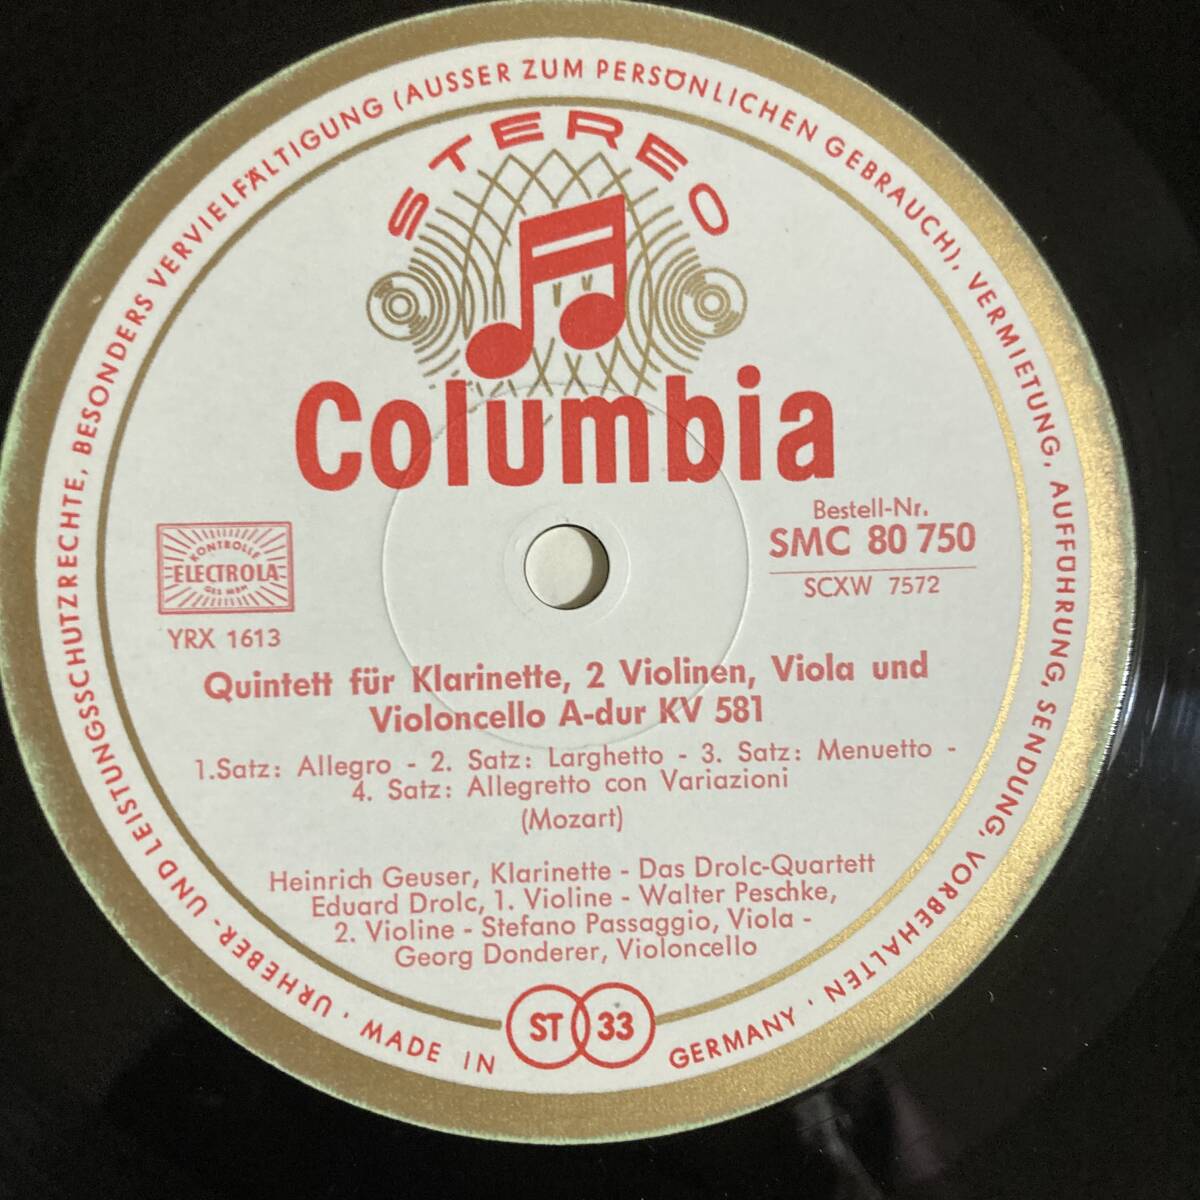 URHEBER- UND LEISTUNGSSCHUTZRECHTE, BESONDERS VERVIELFÄLTIGUNG (AUSSER ZUM PERSÖNLICHEN GEBRAUCH), VERMIETUNG, AUFFÜHRUNG, SENDUNG, VORBEHALTEN ·
STEREO
Columbia
Bestell-Nr.
SMC 80 750
SCXW 7572
KONTROLLE
ELECTROLA
GES MBH
YRX 1613
Quintett für Klarinette, 2 Violinen, Viola und
Violoncello A-dur KV 581
1.Satz: Allegro - 2. Satz: Larghetto - 3. Satz: Menuetto -
4. Satz: Allegretto con Variazioni
(Mozart)
Heinrich Geuser, Klarinette - Das Drolc-Quartett
Eduard Drolc, 1. Violine - Walter Peschke,
2. Violine - Stefano Passaggio, Viola -
Georg Donderer, Violoncello
ST 33
· MADE IN GERMANY